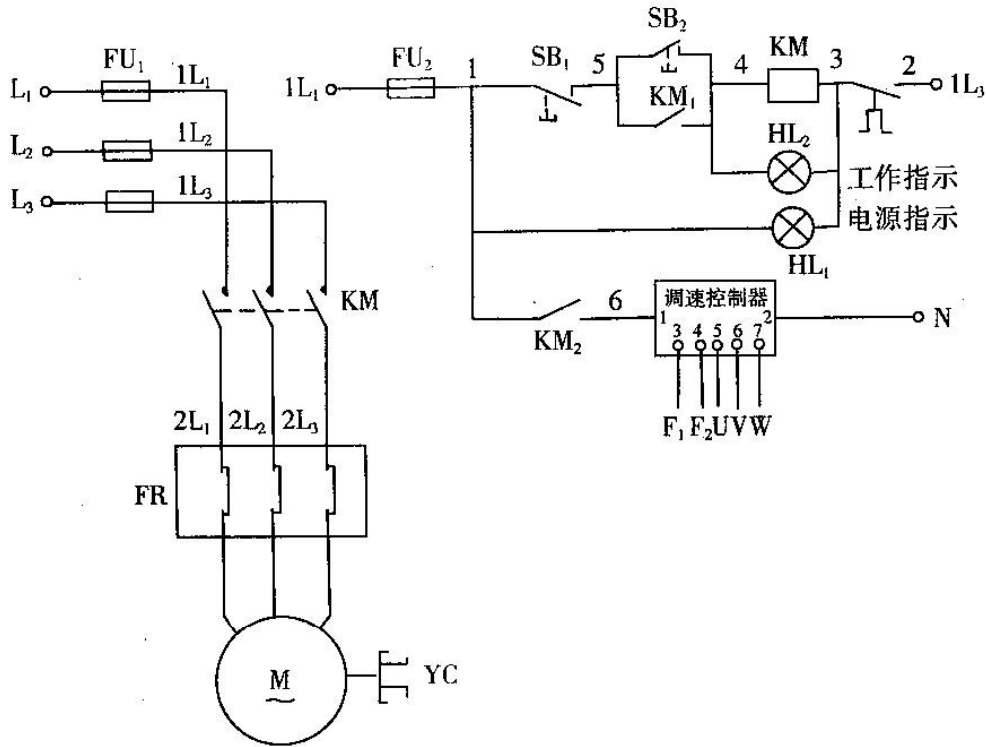 FU₁
L₁
1L₁
L₂
1L₂
L₃
1L₃
KM
2L₁
2L₂
2L₃
FR
M
~
YC
1L₁
FU₂
1
SB₁
5
SB₂
KM₁
4
KM
3
2
1L₃
HL₂
工作指示
电源指示
HL₁
KM₂
6
调速控制器
1
2
3 4 5 6 7
N
F₁ F₂ U V W